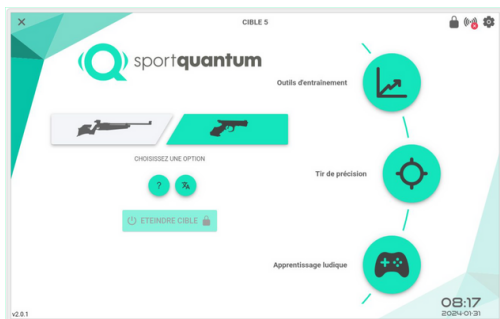 CIBLE 5
sportquantum
Outils d'entraînement
CHOISISSEZ UNE OPTION
?
Tir de précision
ETEINDRE CIBLE
Apprentissage ludique
08:17
2024-01-31
v2.0.1